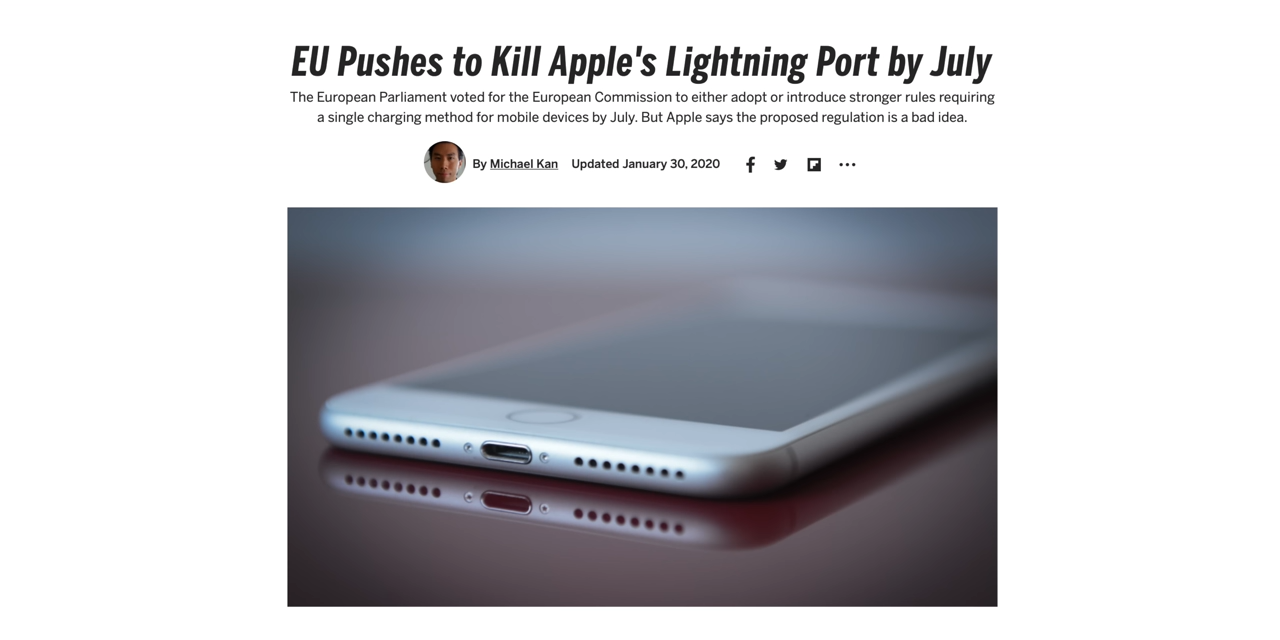 EU Pushes to Kill Apple's Lightning Port by July
The European Parliament voted for the European Commission to either adopt or introduce stronger rules requiring
a single charging method for mobile devices by July. But Apple says the proposed regulation is a bad idea.
By Michael Kan Updated January 30, 2020